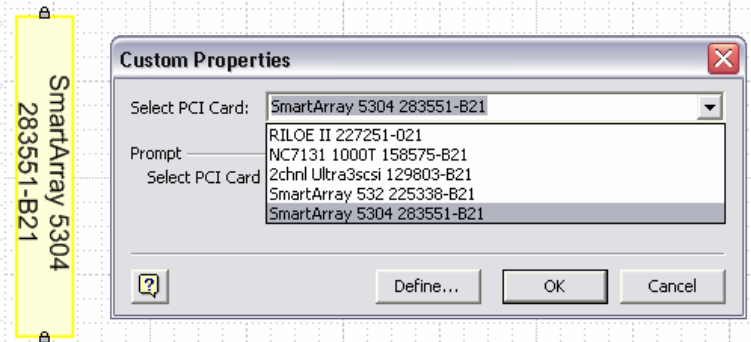 SmartArray 5304
283551-B21
Custom Properties
Select PCI Card:
SmartArray 5304 283551-B21
RILOE II 227251-021
NC7131 1000T 158575-B21
2chnl Ultra3scsi 129803-B21
SmartArray 532 225338-B21
SmartArray 5304 283551-B21
Prompt
Select PCI Card
?
Define...
OK
Cancel